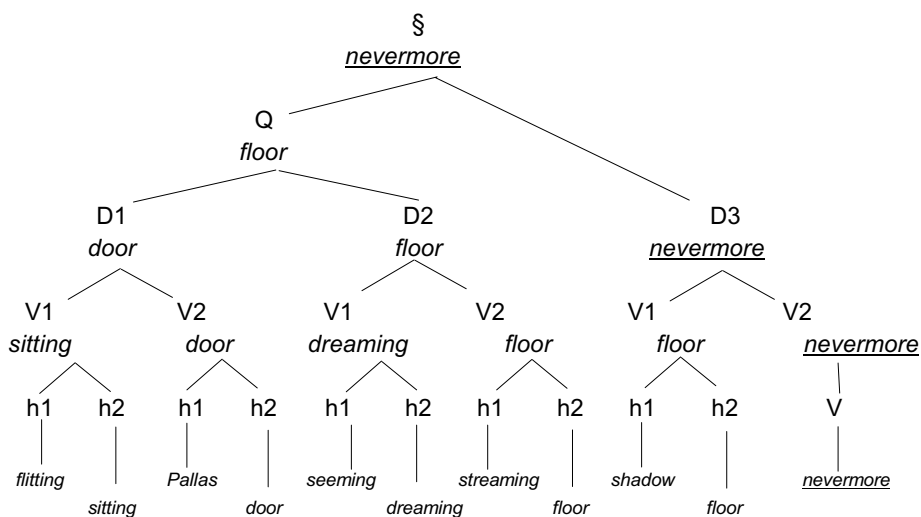 §
nevermore
Q
floor
D1 D2 D3
door floor nevermore
V1 V2 V1 V2 V1 V2
sitting door dreaming floor floor nevermore
h1 h2 h1 h2 h1 h2 h1 h2 h1 h2 V
flitting Pallas seeming streaming shadow nevermore
sitting door dreaming floor floor